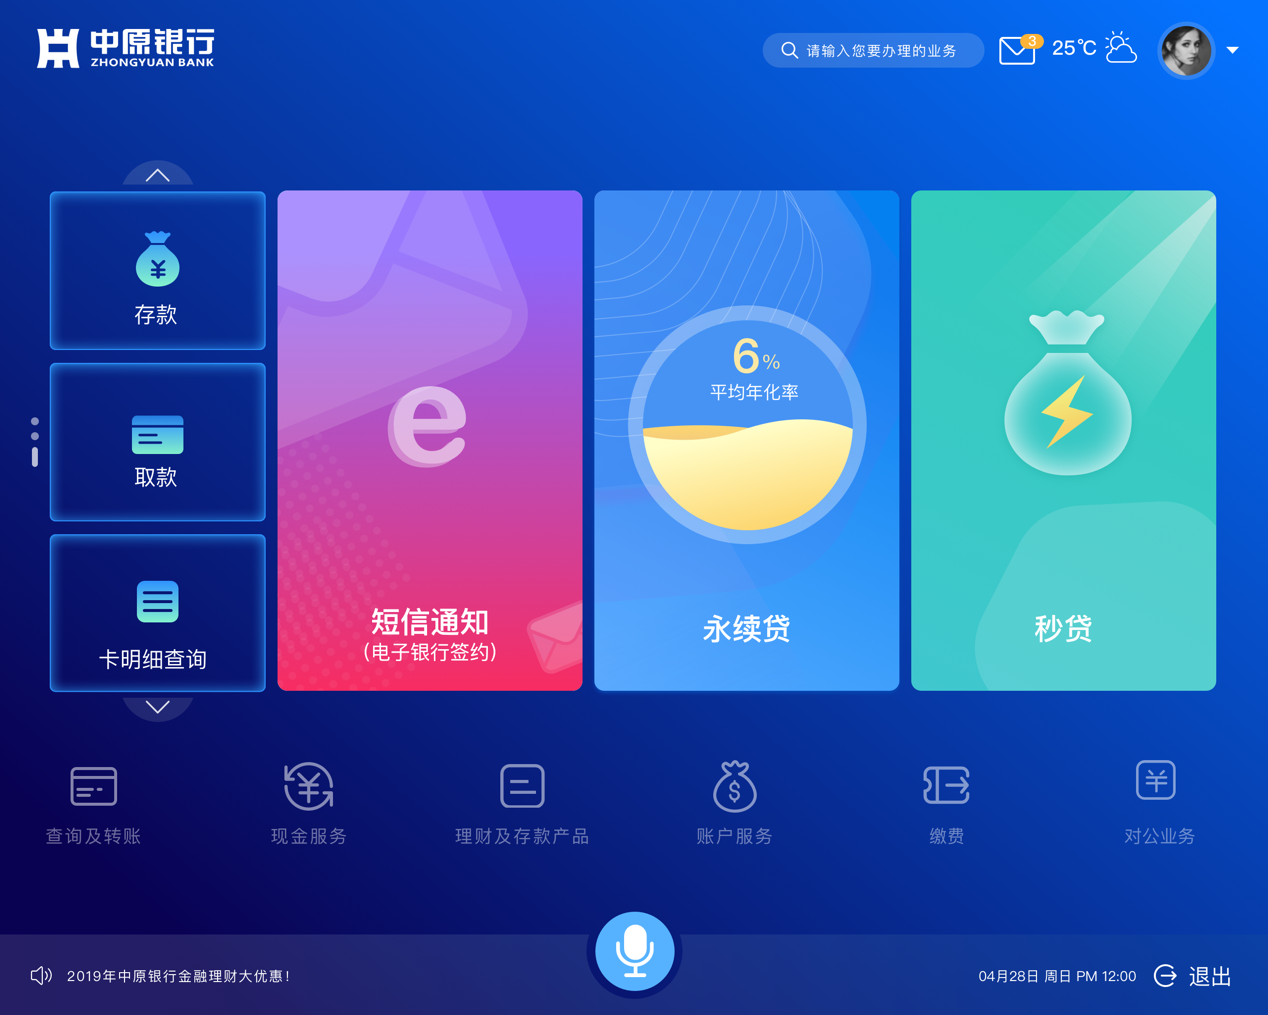 中原银行
ZHONGYUAN BANK
请输入您要办理的业务
3
25℃
存款
取款
卡明细查询
e
短信通知
(电子银行签约)
6%
平均年化率
永续贷
秒贷
查询及转账
现金服务
理财及存款产品
账户服务
缴费
对公业务
2019年中原银行金融理财大优惠！
04月28日 周日 PM 12:00
退出